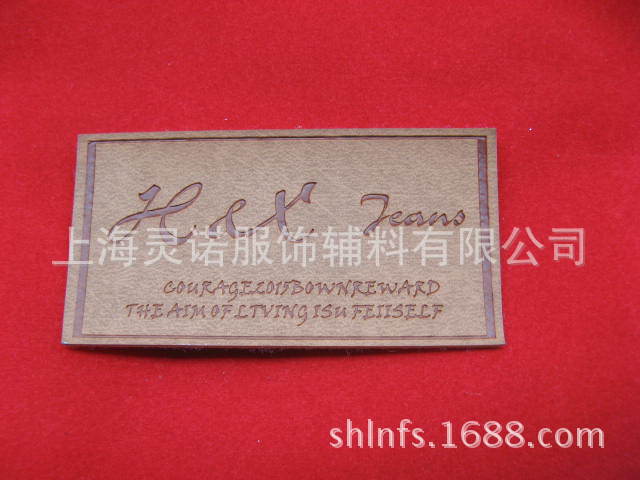 H.&X. Jeans
上海灵诺服饰辅料有限公司
COURAGE2015BOWNREWARD
THE AIM OF LTVING ISU FEIISELF
shlnfs.1688.com